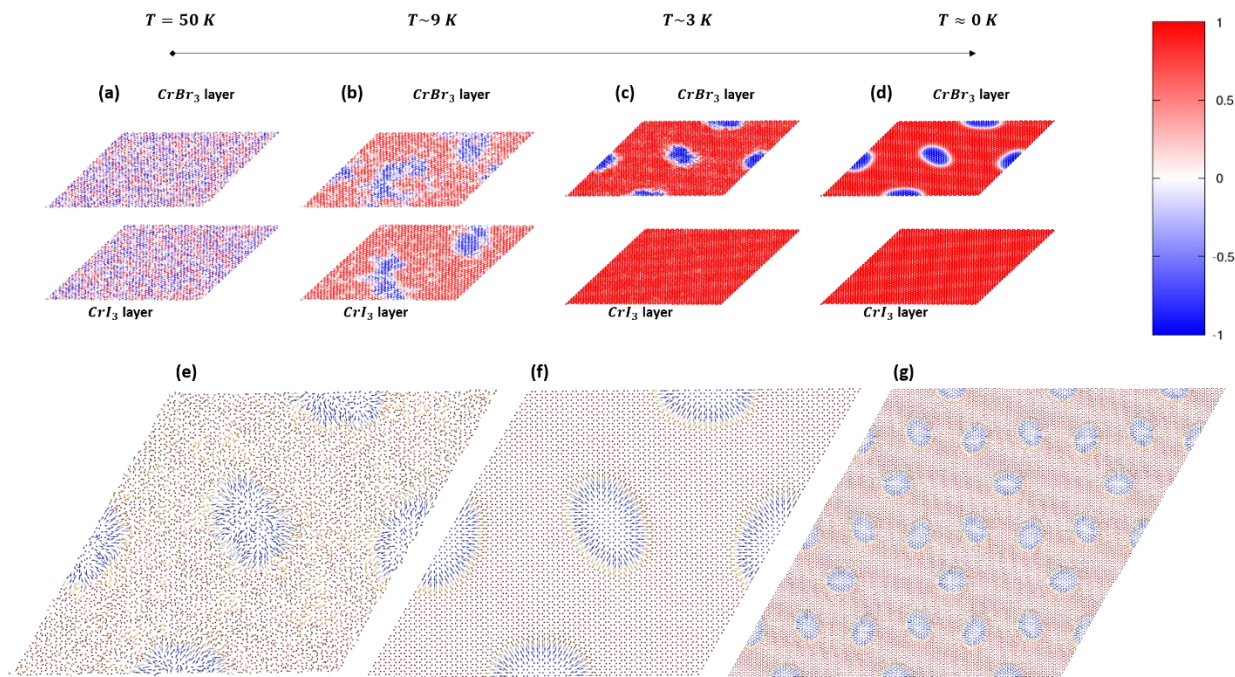 T = 50 K
T~9 K
T~3 K
T ≈ 0 K
(a) CrBr₃ layer
(b) CrBr₃ layer
(c) CrBr₃ layer
(d) CrBr₃ layer
CrI₃ layer
CrI₃ layer
CrI₃ layer
CrI₃ layer
1
0.5
0
-0.5
-1
(e)
(f)
(g)